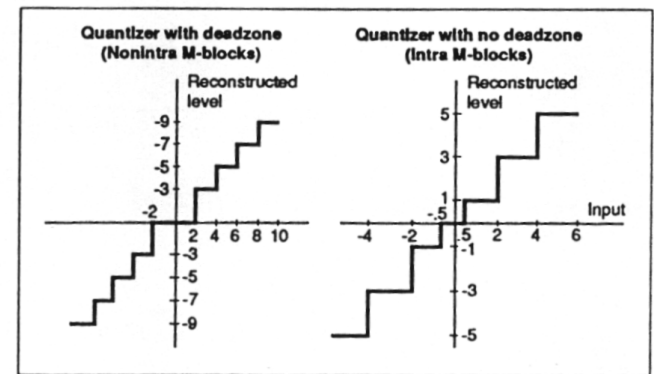 Quantizer with deadzone
(Nonintra M-blocks)
Reconstructed
level
-9
-7
-5
-3
-2
2 4 6 8 10
-3
-5
-7
-9
Quantizer with no deadzone
(Intra M-blocks)
Reconstructed
level
5
3
1
-.5
Input
-4 -2 .5 2 4 6
-1
-3
-5